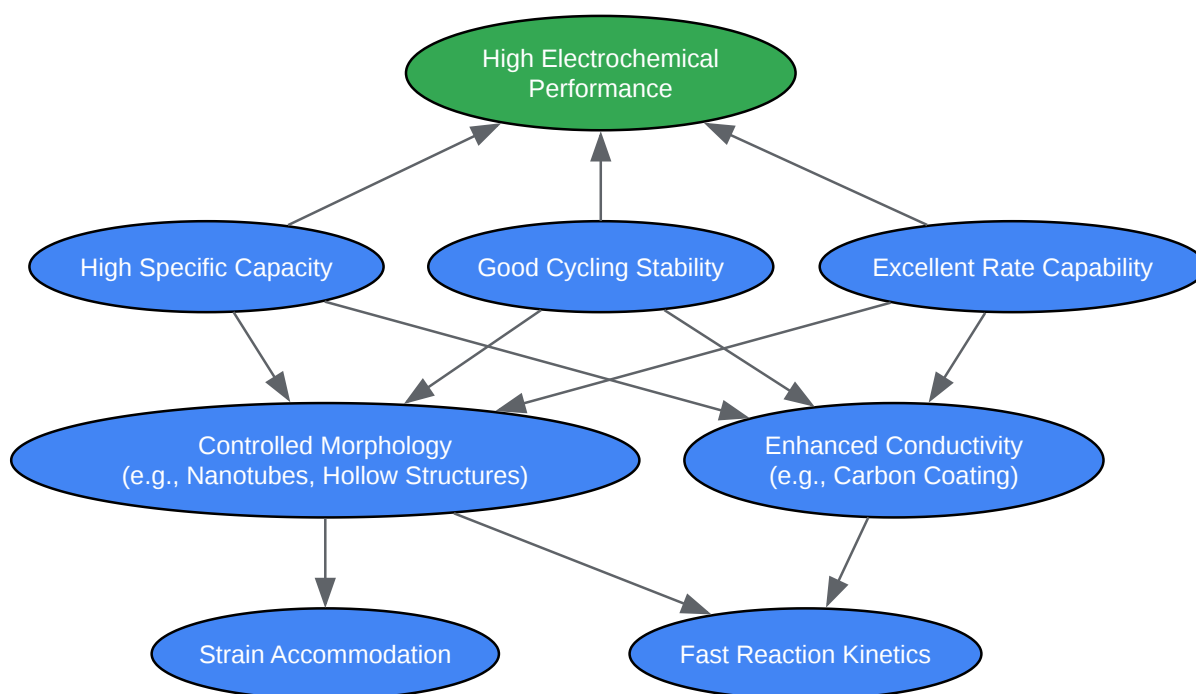 High Electrochemical
Performance
High Specific Capacity
Good Cycling Stability
Excellent Rate Capability
Controlled Morphology
(e.g., Nanotubes, Hollow Structures)
Enhanced Conductivity
(e.g., Carbon Coating)
Strain Accommodation
Fast Reaction Kinetics